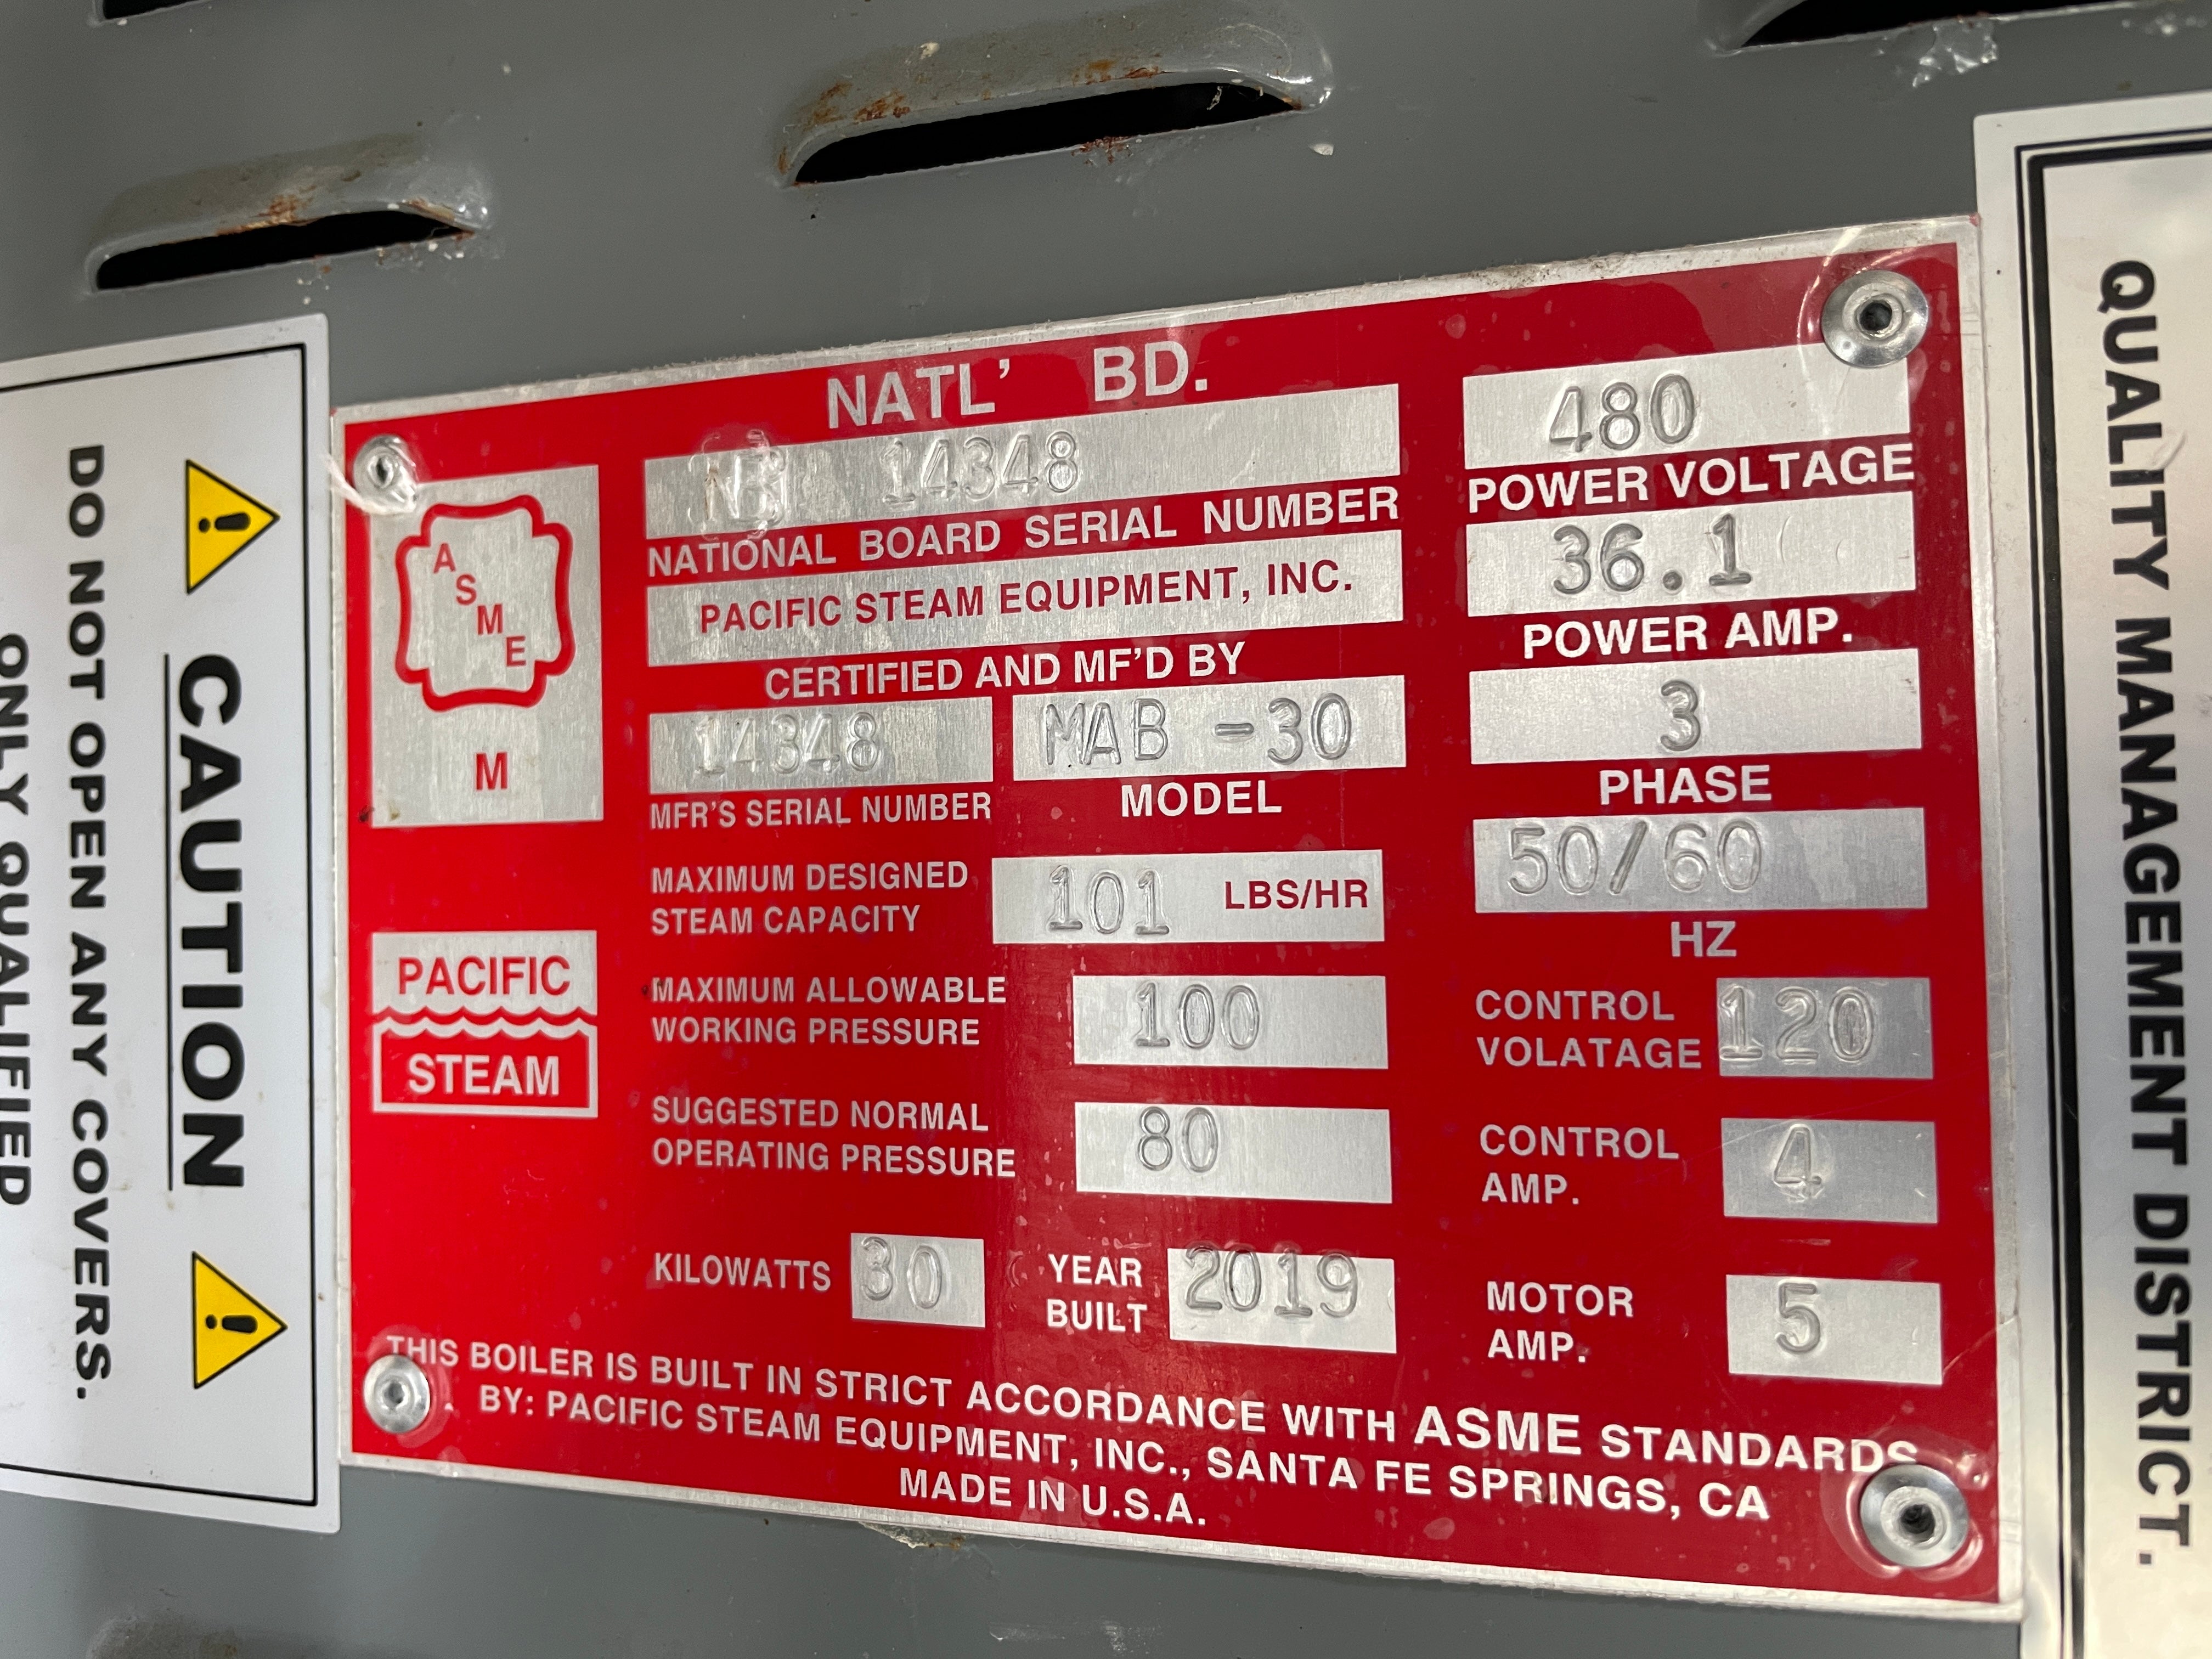 CAUTION
DO NOT OPEN ANY COVERS.
ONLY QUALIFIED
NATL' BD.
NB 14348
NATIONAL BOARD SERIAL NUMBER
PACIFIC STEAM EQUIPMENT, INC.
CERTIFIED AND MF'D BY
14348 MAB -30
MFR'S SERIAL NUMBER MODEL
ASME
M
PACIFIC
STEAM
MAXIMUM DESIGNED
STEAM CAPACITY 101 LBS/HR
MAXIMUM ALLOWABLE
WORKING PRESSURE 100
SUGGESTED NORMAL
OPERATING PRESSURE 80
KILOWATTS 30 YEAR
BUILT 2019
480
POWER VOLTAGE
36.1
POWER AMP.
3
PHASE
50/60
HZ
CONTROL
VOLATAGE 120
CONTROL
AMP. 4
MOTOR
AMP. 5
THIS BOILER IS BUILT IN STRICT ACCORDANCE WITH ASME STANDARDS
BY: PACIFIC STEAM EQUIPMENT, INC., SANTA FE SPRINGS, CA
MADE IN U.S.A.
QUALITY MANAGEMENT DISTRICT.